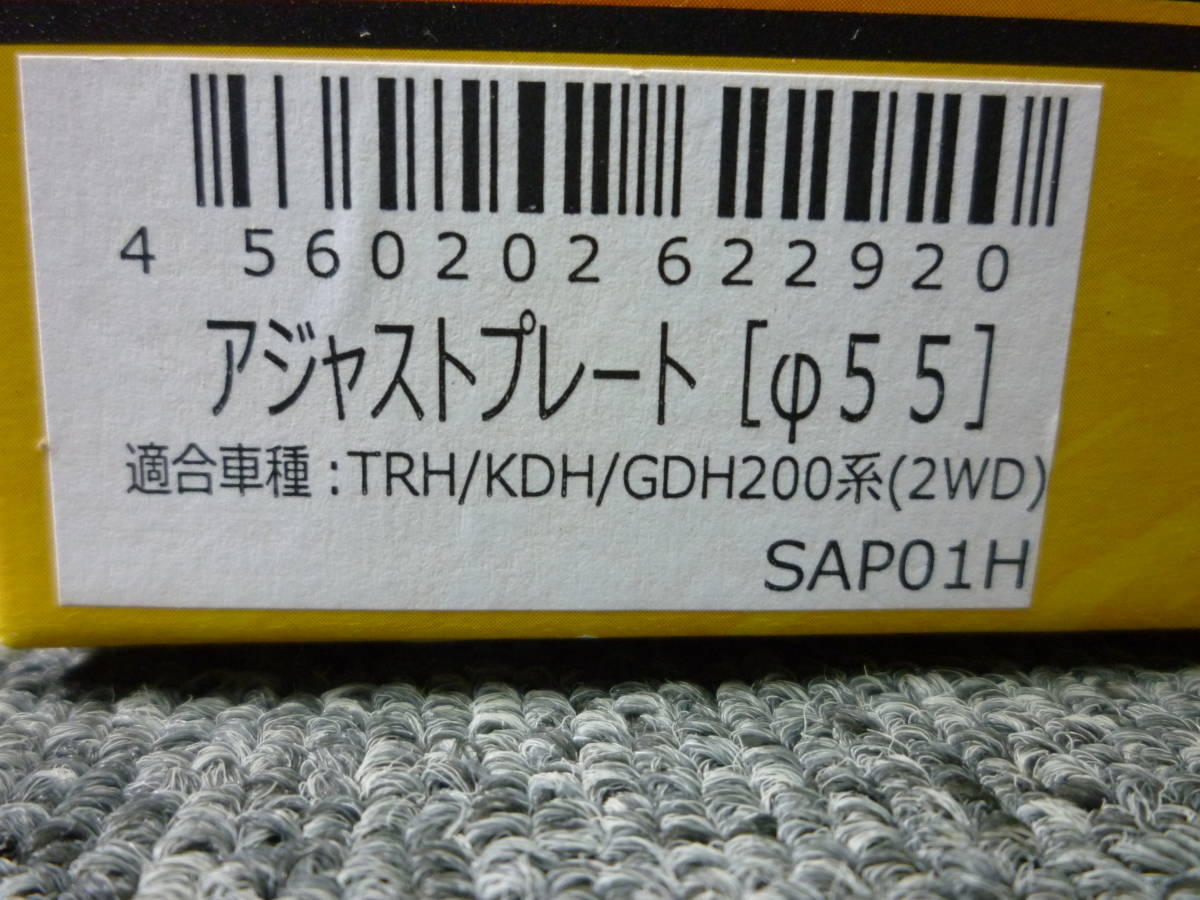 4 560202 622920
アジャストプレート [φ55]
適合車種:TRH/KDH/GDH200系(2WD)
SAP01H